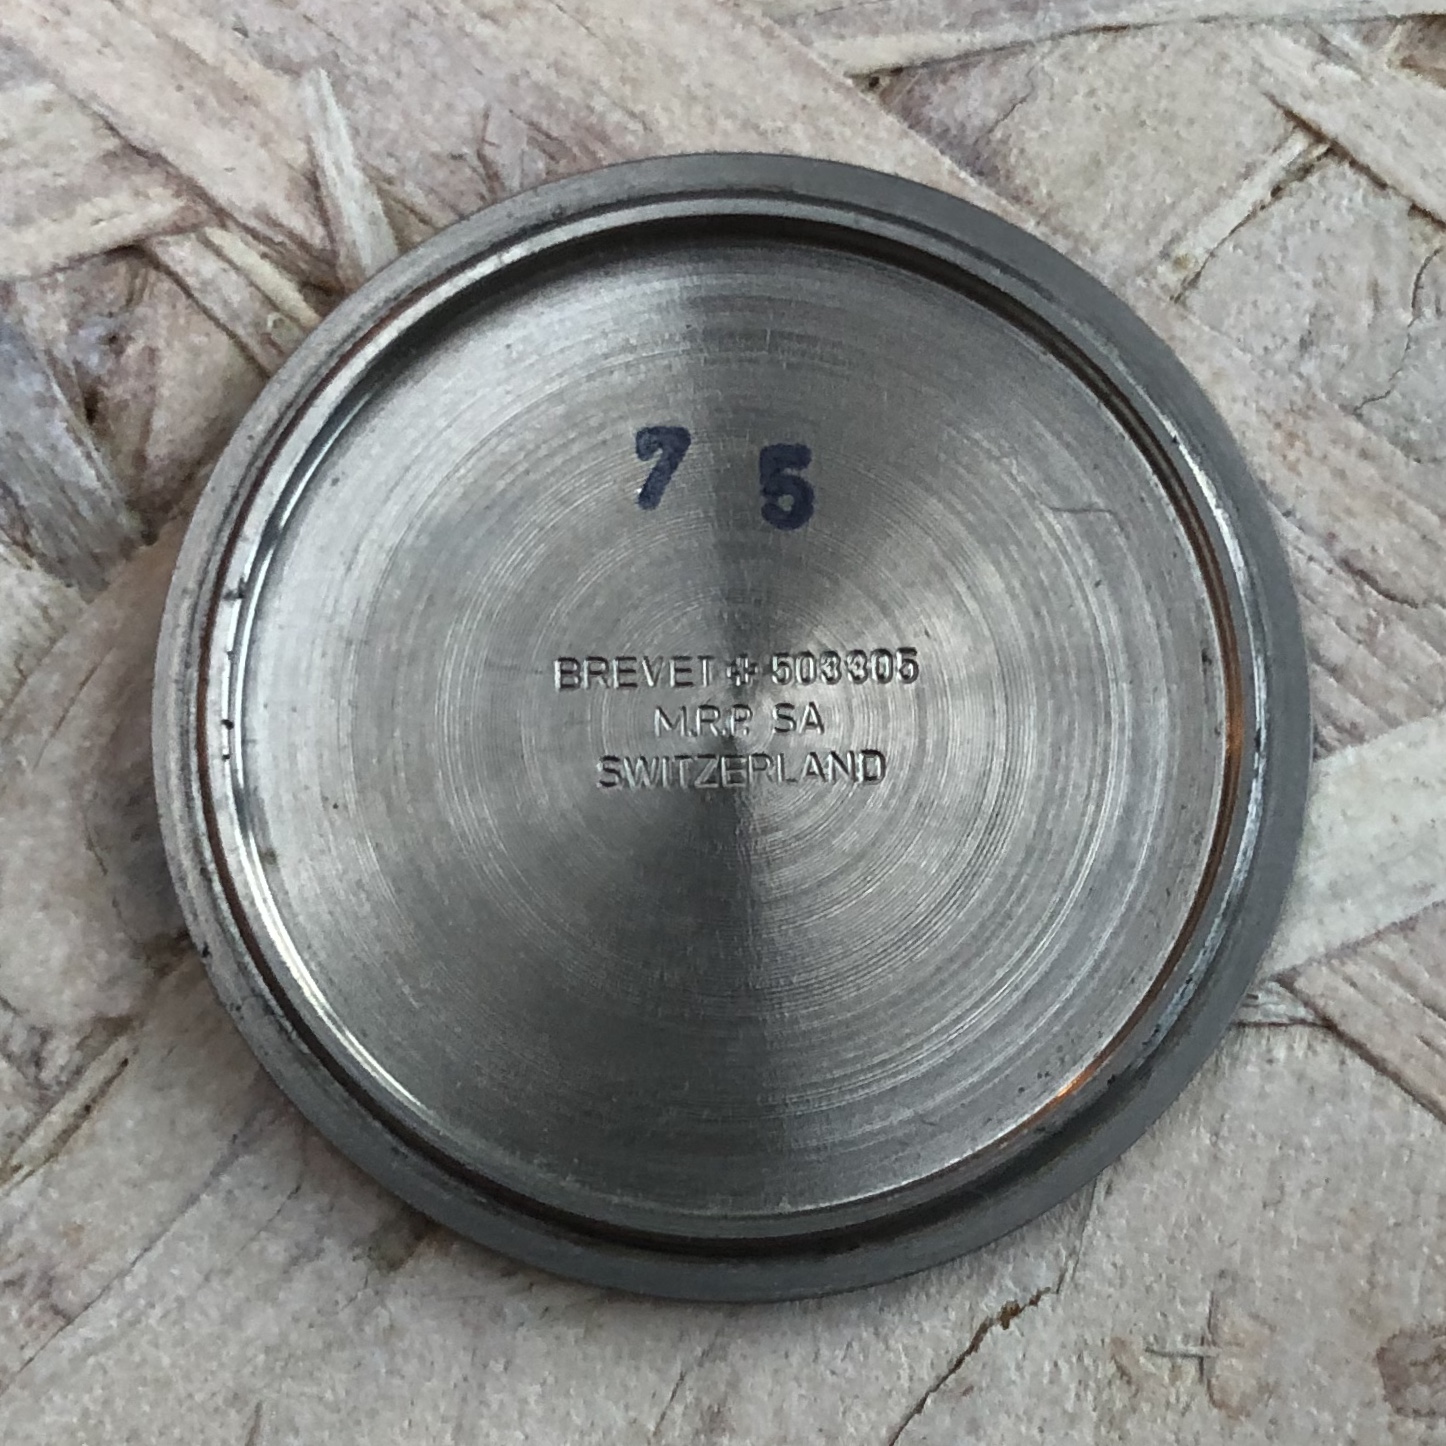 7 5
BREVET ✚ 503305
M.R.P. SA
SWITZERLAND